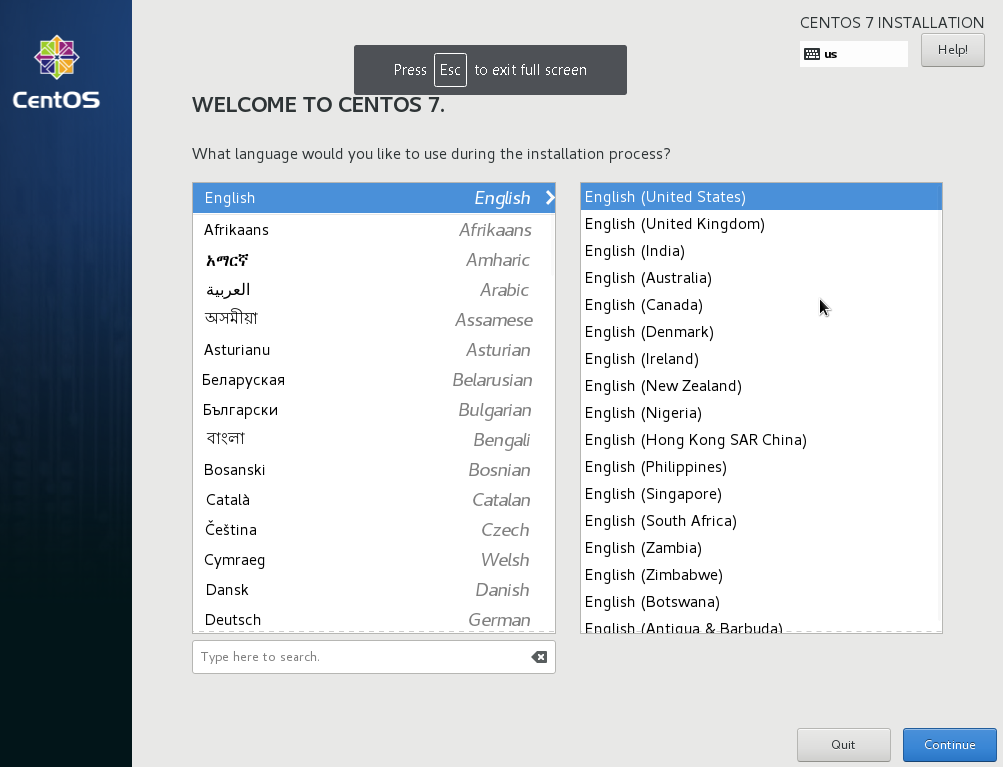 CentOS
CENTOS 7 INSTALLATION
us
Help!
Press Esc to exit full screen
WELCOME TO CENTOS 7.
What language would you like to use during the installation process?
English English
Afrikaans Afrikaans
አማርኛ Amharic
العربية Arabic
অসমীয়া Assamese
Asturianu Asturian
Беларуская Belarusian
Български Bulgarian
বাংলা Bengali
Bosanski Bosnian
Català Catalan
Čeština Czech
Cymraeg Welsh
Dansk Danish
Deutsch German
Type here to search.
English (United States)
English (United Kingdom)
English (India)
English (Australia)
English (Canada)
English (Denmark)
English (Ireland)
English (New Zealand)
English (Nigeria)
English (Hong Kong SAR China)
English (Philippines)
English (Singapore)
English (South Africa)
English (Zambia)
English (Zimbabwe)
English (Botswana)
English (Antigua & Barbuda)
Quit
Continue